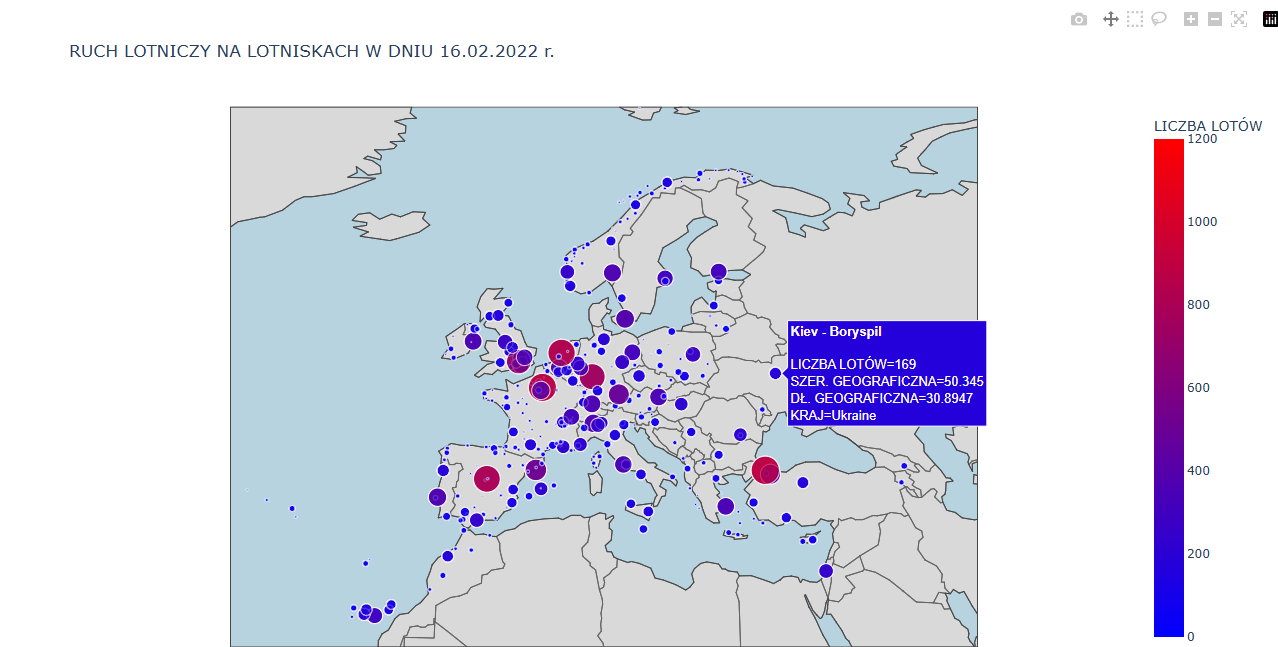 RUCH LOTNICZY NA LOTNISKACH W DNIU 16.02.2022 r.
LICZBA LOTÓW
1200
1000
800
600
400
200
0
Kiev - Boryspil
LICZBA LOTÓW=169
SZER. GEOGRAFICZNA=50.345
DŁ. GEOGRAFICZNA=30.8947
KRAJ=Ukraine